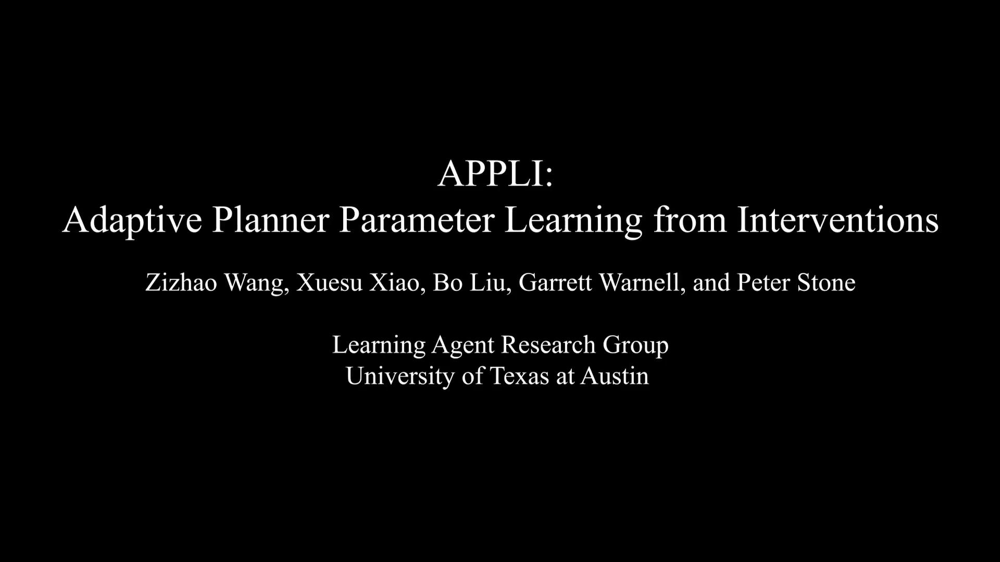 APPLI:
Adaptive Planner Parameter Learning from Interventions
Zizhao Wang, Xuesu Xiao, Bo Liu, Garrett Warnell, and Peter Stone
Learning Agent Research Group
University of Texas at Austin